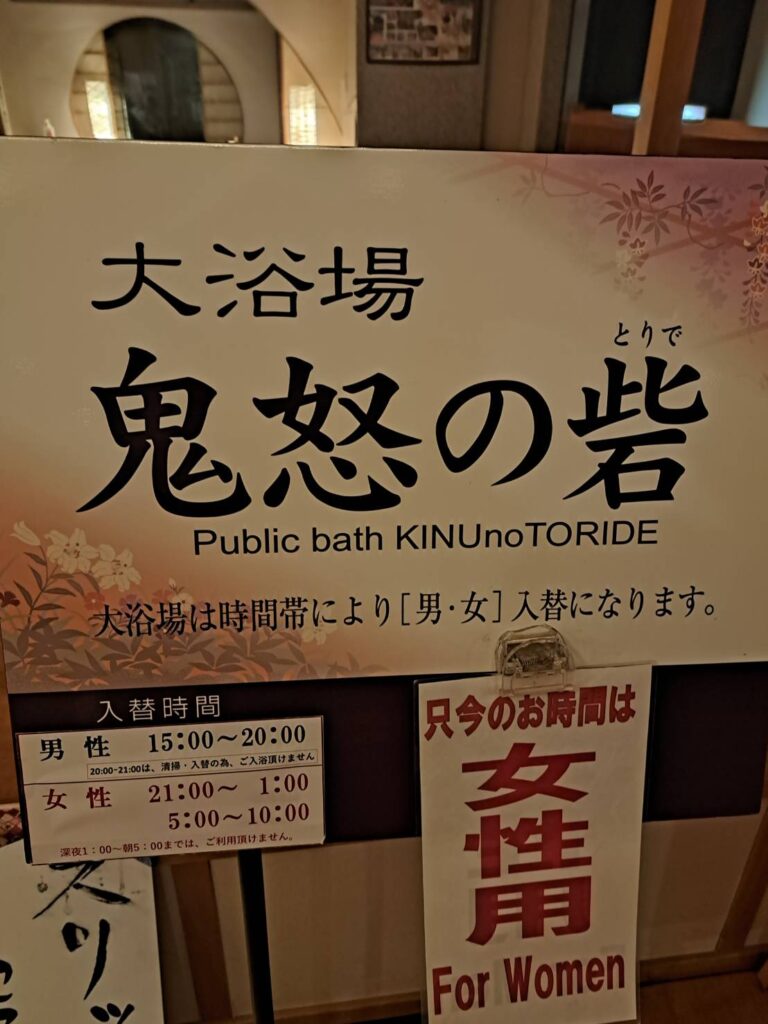 大浴場
とりで
鬼怒の砦
Public bath KINUnoTORIDE
大浴場は時間帯により[男・女]入替になります。
入替時間
男性 15:00～20:00
20:00-21:00は、清掃・入替の為、ご入浴頂けません
女性 21:00～ 1:00
5:00～10:00
深夜1:00～朝5:00までは、ご利用頂けません。
只今のお時間は
女性用
For Women
スリッ